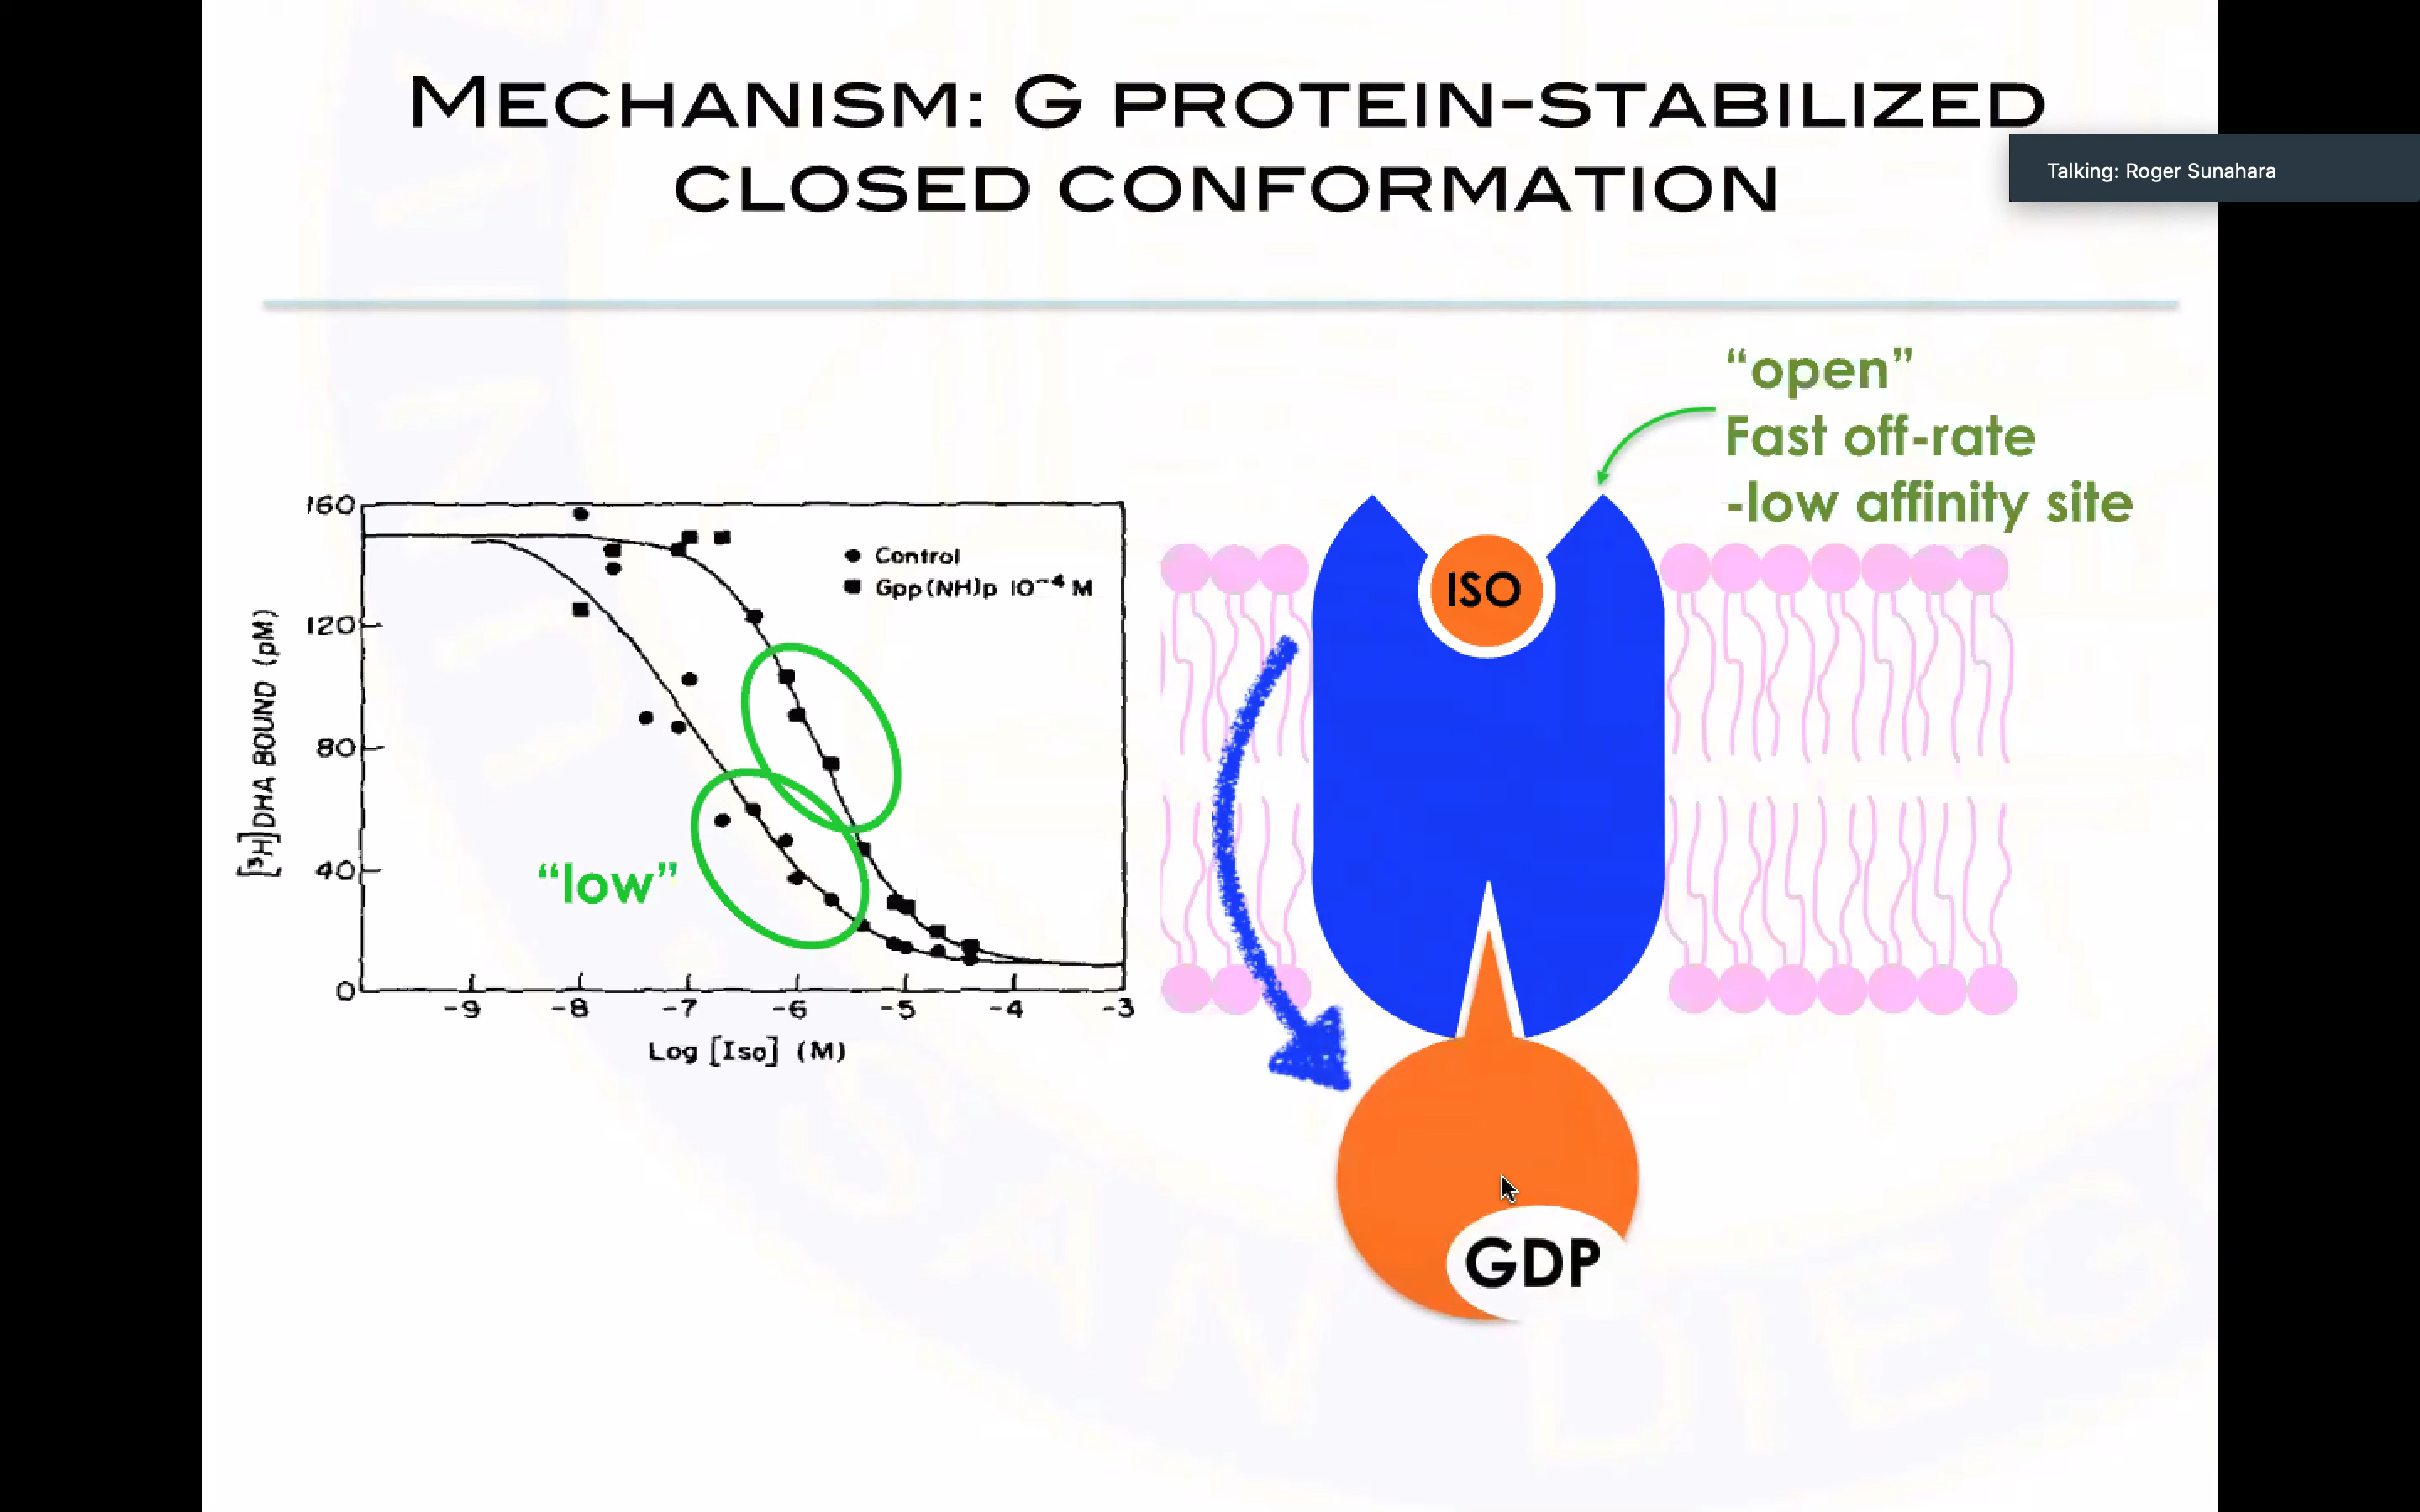 MECHANISM: G PROTEIN-STABILIZED
CLOSED CONFORMATION
Talking: Roger Sunahara
"open"
Fast off-rate
-low affinity site
160
120
80
40
0
[³H]DHA BOUND (pM)
Control
Gpp(NH)p 10⁻⁴ M
"low"
-9 -8 -7 -6 -5 -4 -3
Log [Iso] (M)
ISO
GDP
SAN DIEGO